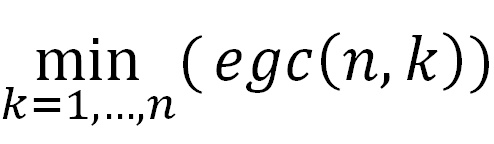 min ( egc(n, k))
k=1,...,n